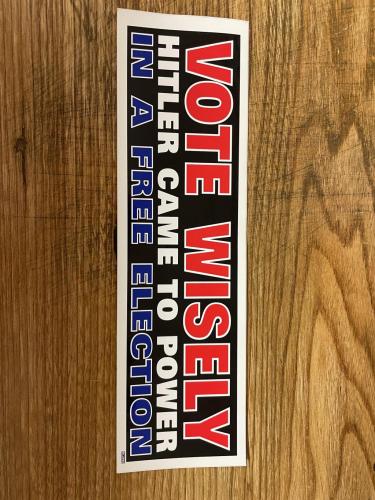 VOTE WISELY
HITLER CAME TO POWER
IN A FREE ELECTION